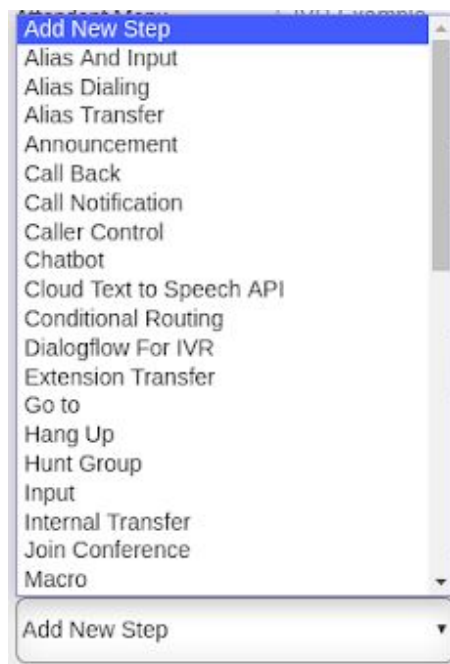 Add New Step
Alias And Input
Alias Dialing
Alias Transfer
Announcement
Call Back
Call Notification
Caller Control
Chatbot
Cloud Text to Speech API
Conditional Routing
Dialogflow For IVR
Extension Transfer
Go to
Hang Up
Hunt Group
Input
Internal Transfer
Join Conference
Macro
Add New Step